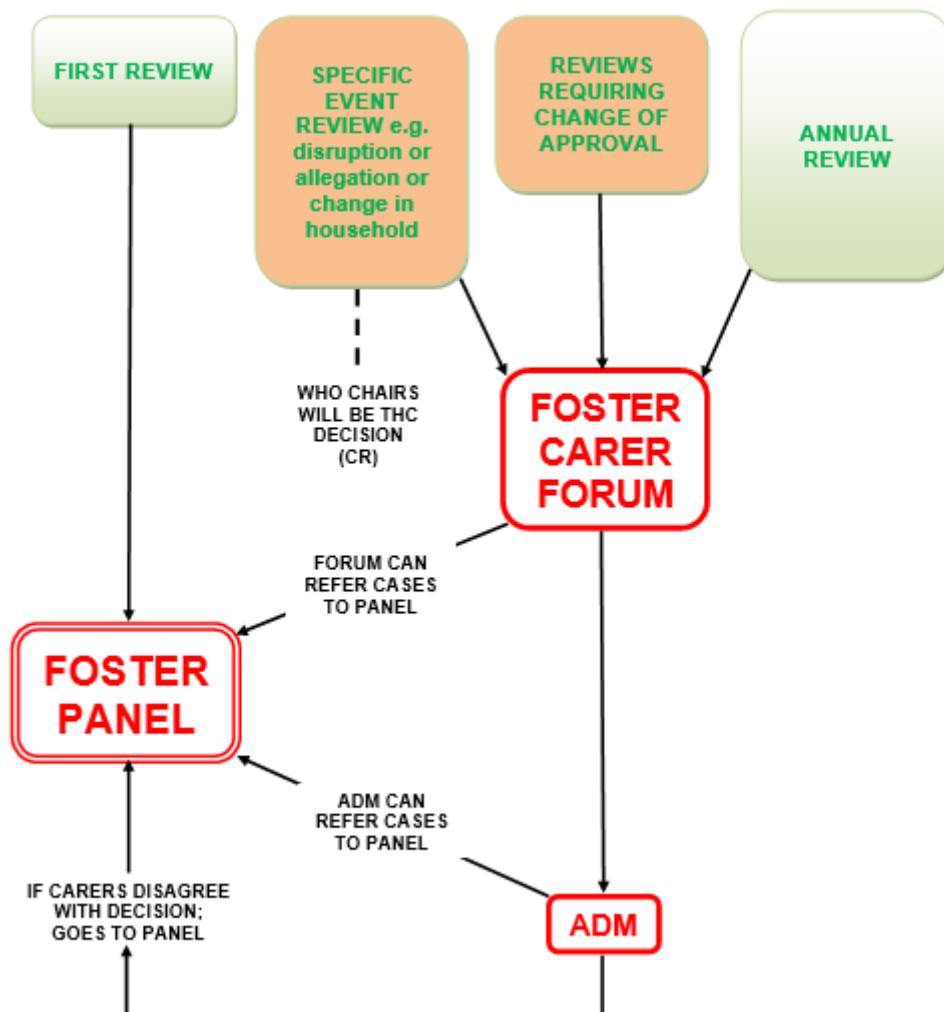 FIRST REVIEW
SPECIFIC
EVENT
REVIEW e.g.
disruption or
allegation or
change in
household
REVIEWS
REQUIRING
CHANGE OF
APPROVAL
ANNUAL
REVIEW
WHO CHAIRS
WILL BE THC
DECISION
(CR)
FOSTER
CARER
FORUM
FORUM CAN
REFER CASES
TO PANEL
FOSTER
PANEL
ADM CAN
REFER CASES
TO PANEL
IF CARERS DISAGREE
WITH DECISION;
GOES TO PANEL
ADM